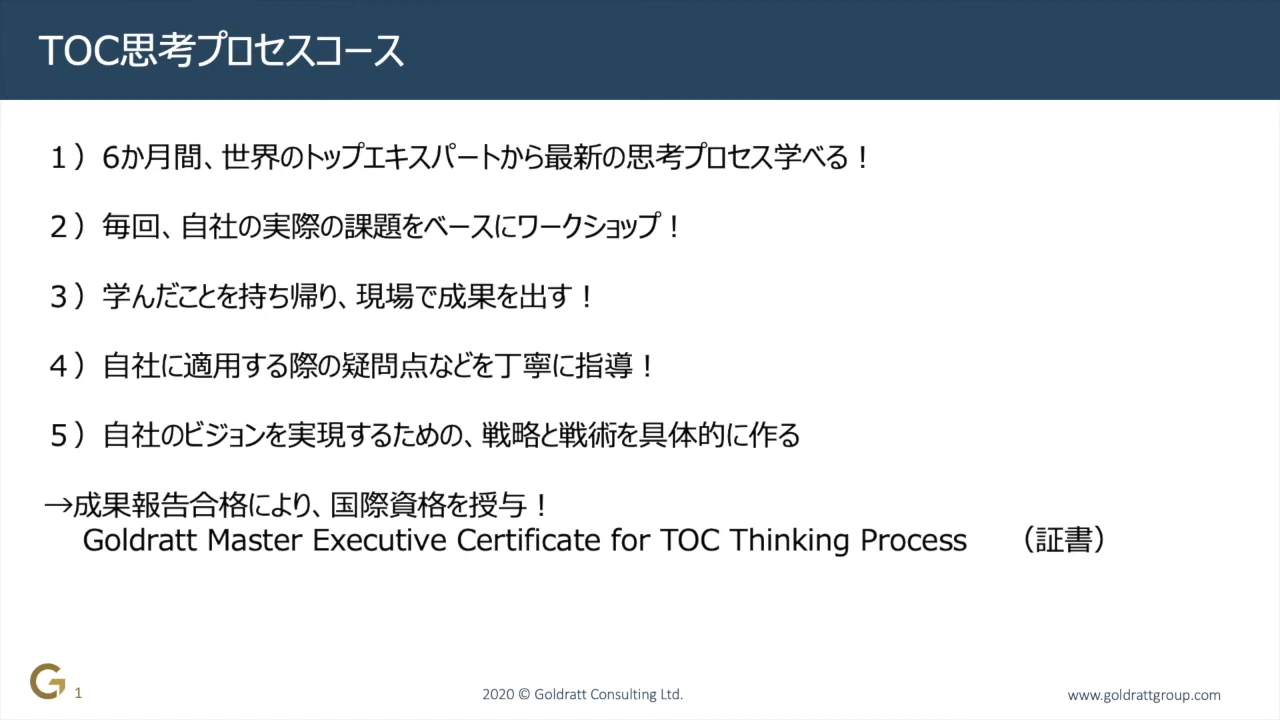 TOC思考プロセスコース
１）6か月間、世界のトップエキスパートから最新の思考プロセス学べる！
２）毎回、自社の実際の課題をベースにワークショップ！
３）学んだことを持ち帰り、現場で成果を出す！
４）自社に適用する際の疑問点などを丁寧に指導！
５）自社のビジョンを実現するための、戦略と戦術を具体的に作る
→成果報告合格により、国際資格を授与！
Goldratt Master Executive Certificate for TOC Thinking Process （証書）
G 1 2020 © Goldratt Consulting Ltd. www.goldrattgroup.com